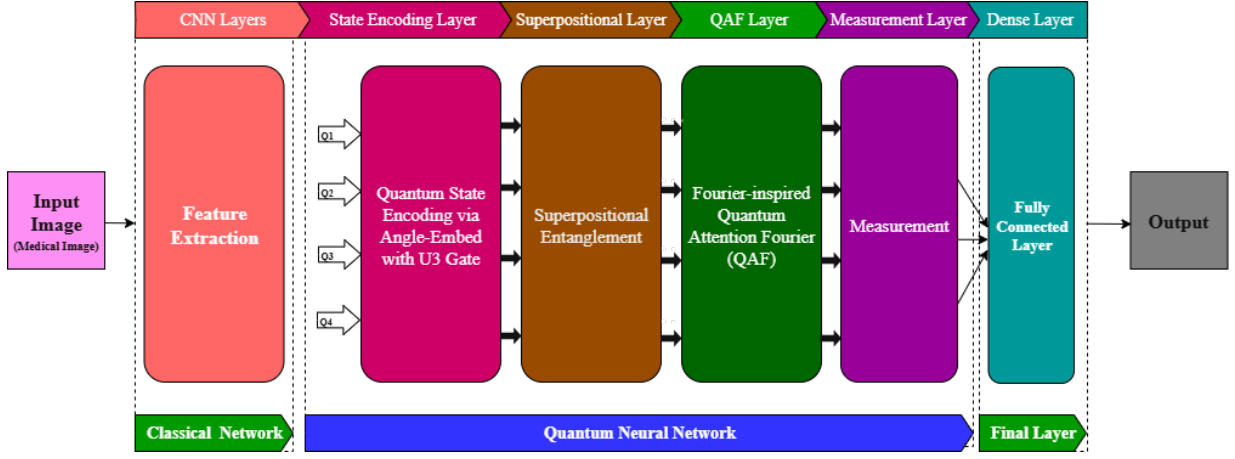 CNN Layers
State Encoding Layer
Superpositional Layer
QAF Layer
Measurement Layer
Dense Layer
Input
Image
(Medical Image)
Feature
Extraction
Q1
Q2
Q3
Q4
Quantum State
Encoding via
Angle-Embed
with U3 Gate
Superpositional
Entanglement
Fourier-inspired
Quantum
Attention Fourier
(QAF)
Measurement
Fully
Connected
Layer
Output
Classical Network
Quantum Neural Network
Final Layer